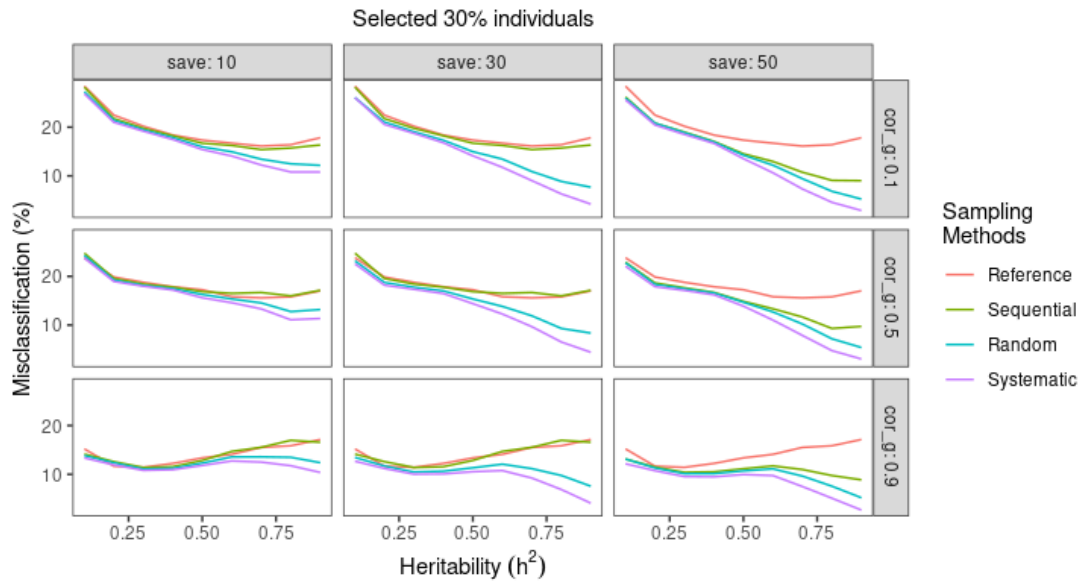 Selected 30% individuals
save: 10
save: 30
save: 50
20
10
cor_g: 0.1
20
10
cor_g: 0.5
20
10
cor_g: 0.9
Misclassification (%)
0.25 0.50 0.75
0.25 0.50 0.75
0.25 0.50 0.75
Heritability (h²)
Sampling
Methods
Reference
Sequential
Random
Systematic